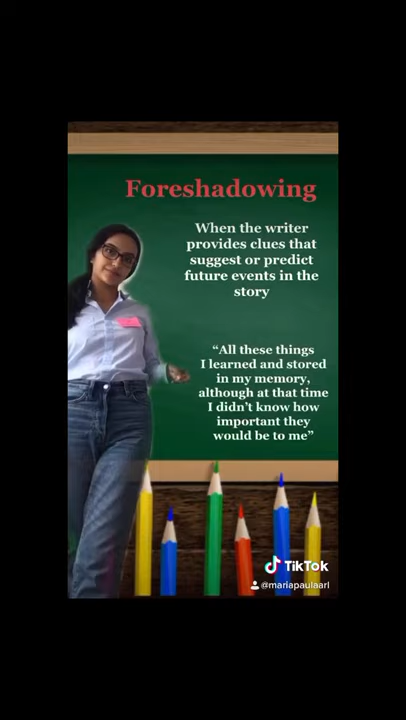 Foreshadowing
When the writer
provides clues that
suggest or predict
future events in the
story
“All these things
I learned and stored
in my memory,
although at that time
I didn’t know how
important they
would be to me”
TikTok
@mariapaulaarl